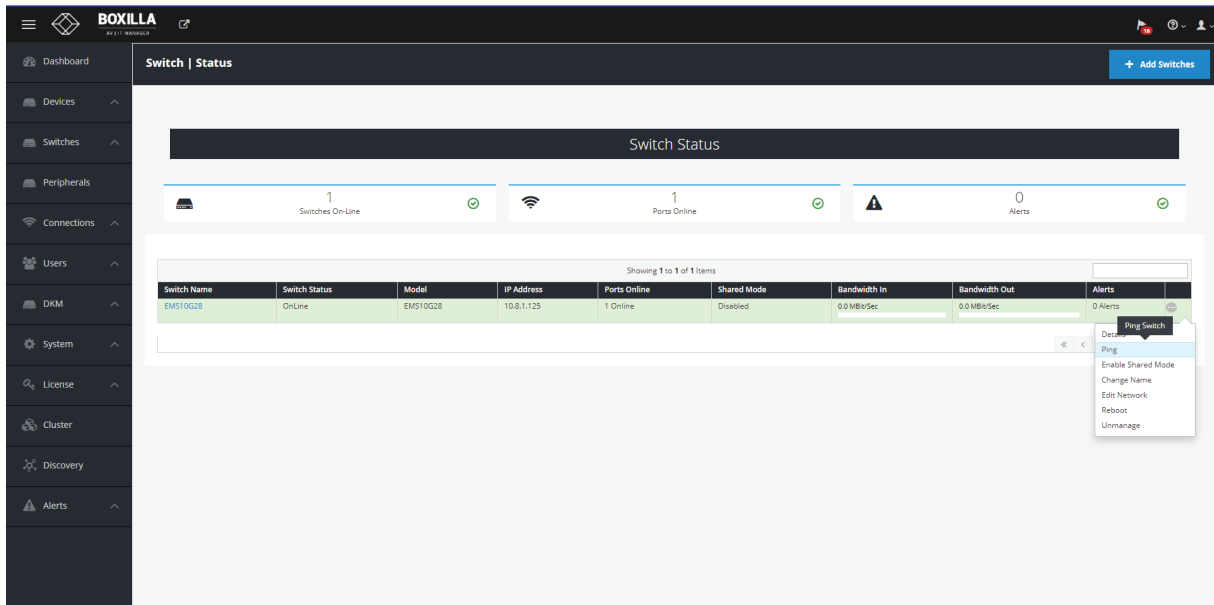 BOXILLA
AV | IT MANAGER
18
Dashboard
Switch | Status
+ Add Switches
Devices
Switches
Peripherals
Connections
Users
DKM
System
License
Cluster
Discovery
Alerts
Switch Status
1
Switches On-Line
1
Ports Online
0
Alerts
Showing 1 to 1 of 1 Items
Switch Name Switch Status Model IP Address Ports Online Shared Mode Bandwidth In Bandwidth Out Alerts
EMS10G28 OnLine EMS10G28 10.8.1.125 1 Online Disabled 0.0 MBit/Sec 0.0 MBit/Sec 0 Alerts
Ping Switch
Details
Ping
Enable Shared Mode
Change Name
Edit Network
Reboot
Unmanage
« ‹